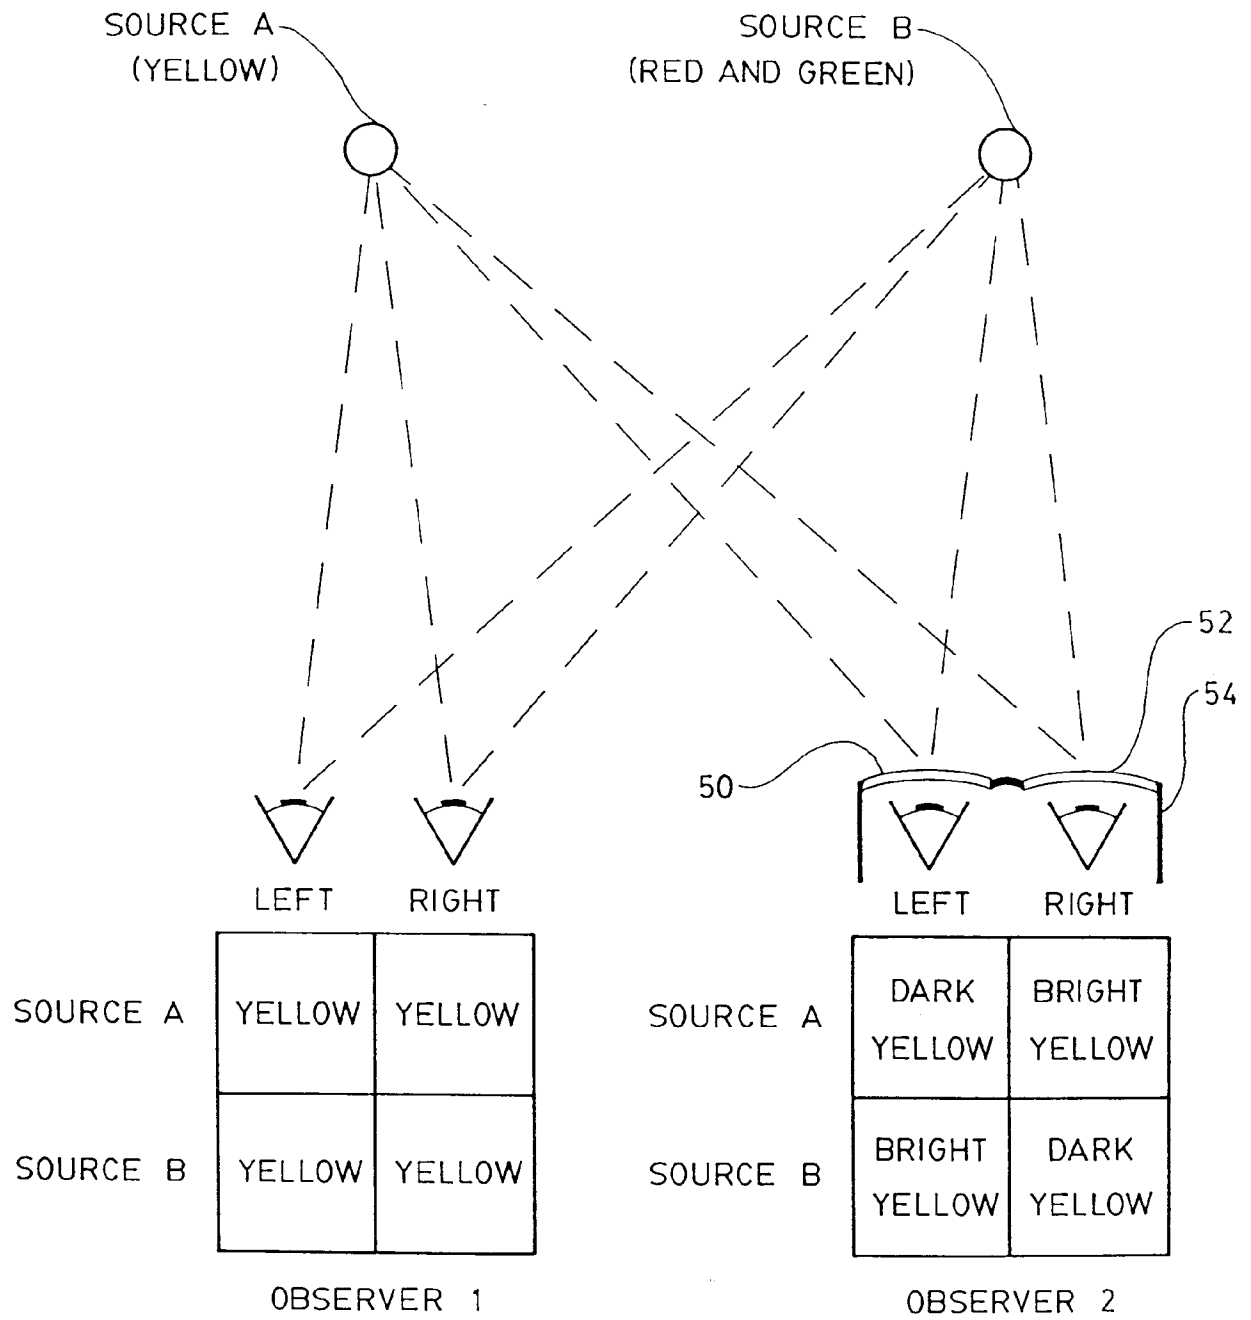 SOURCE A
(YELLOW)
SOURCE B
(RED AND GREEN)
52
54
50
LEFT RIGHT
LEFT RIGHT
SOURCE A
YELLOW YELLOW
SOURCE B
YELLOW YELLOW
OBSERVER 1
SOURCE A
DARK YELLOW
BRIGHT YELLOW
SOURCE B
BRIGHT YELLOW
DARK YELLOW
OBSERVER 2